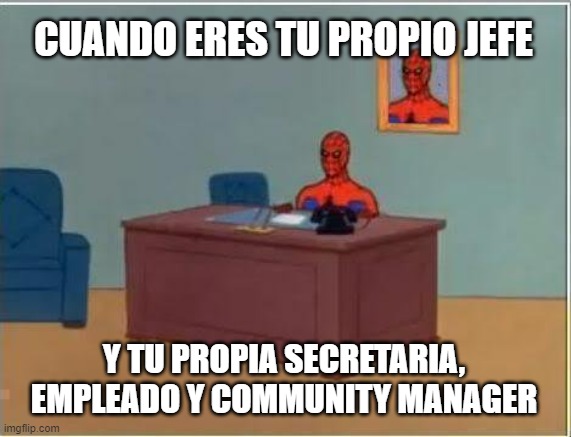 CUANDO ERES TU PROPIO JEFE
Y TU PROPIA SECRETARIA,
EMPLEADO Y COMMUNITY MANAGER
imgflip.com